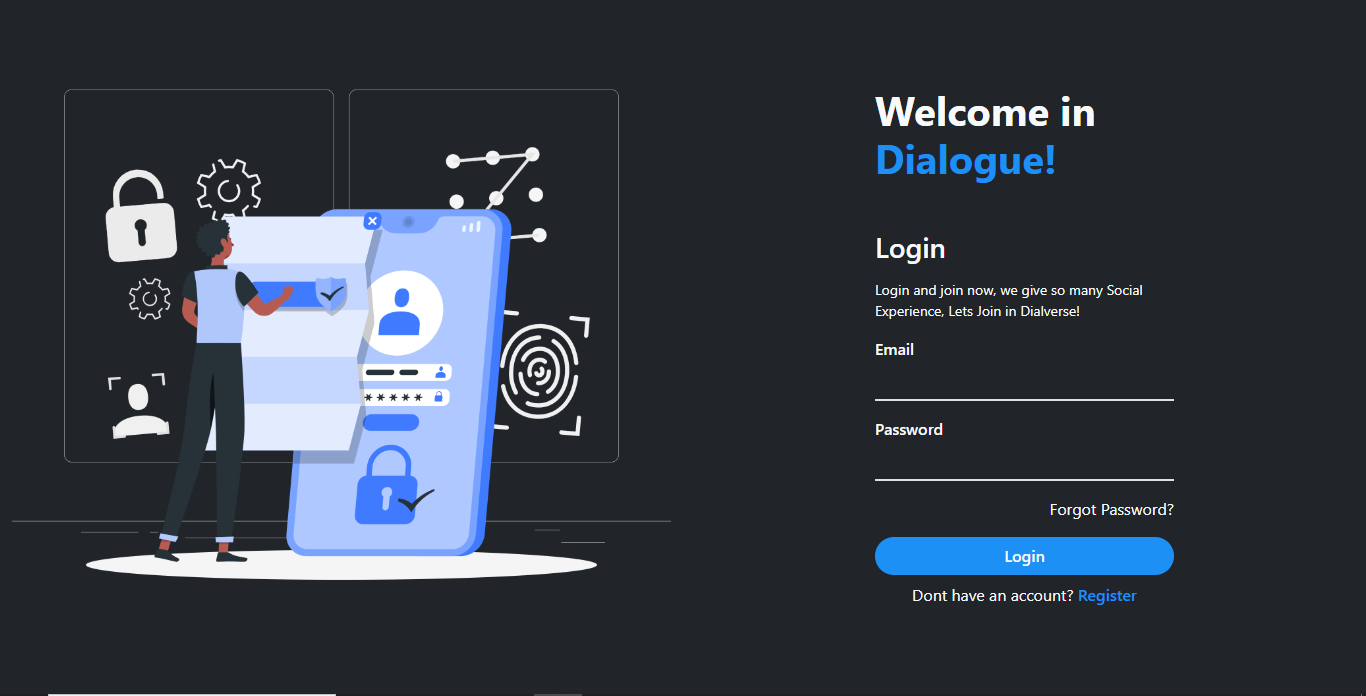 Welcome in
Dialogue!
Login
Login and join now, we give so many Social
Experience, Lets Join in Dialverse!
Email
Password
Forgot Password?
Login
Dont have an account? Register